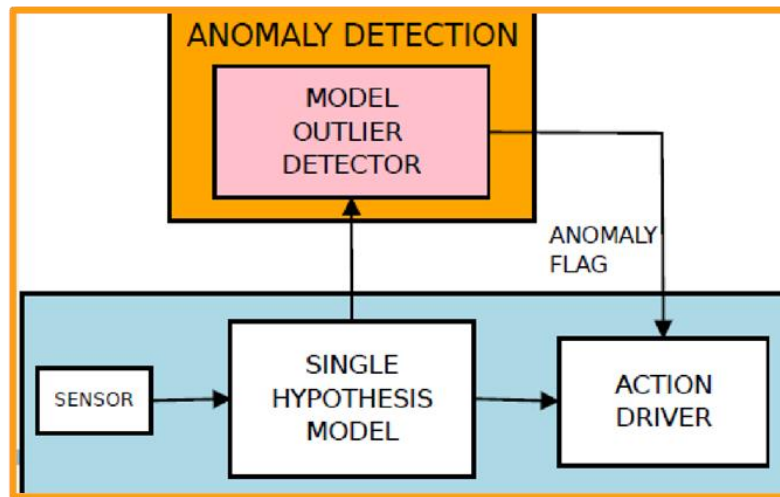 ANOMALY DETECTION
MODEL
OUTLIER
DETECTOR
ANOMALY
FLAG
SENSOR
SINGLE
HYPOTHESIS
MODEL
ACTION
DRIVER